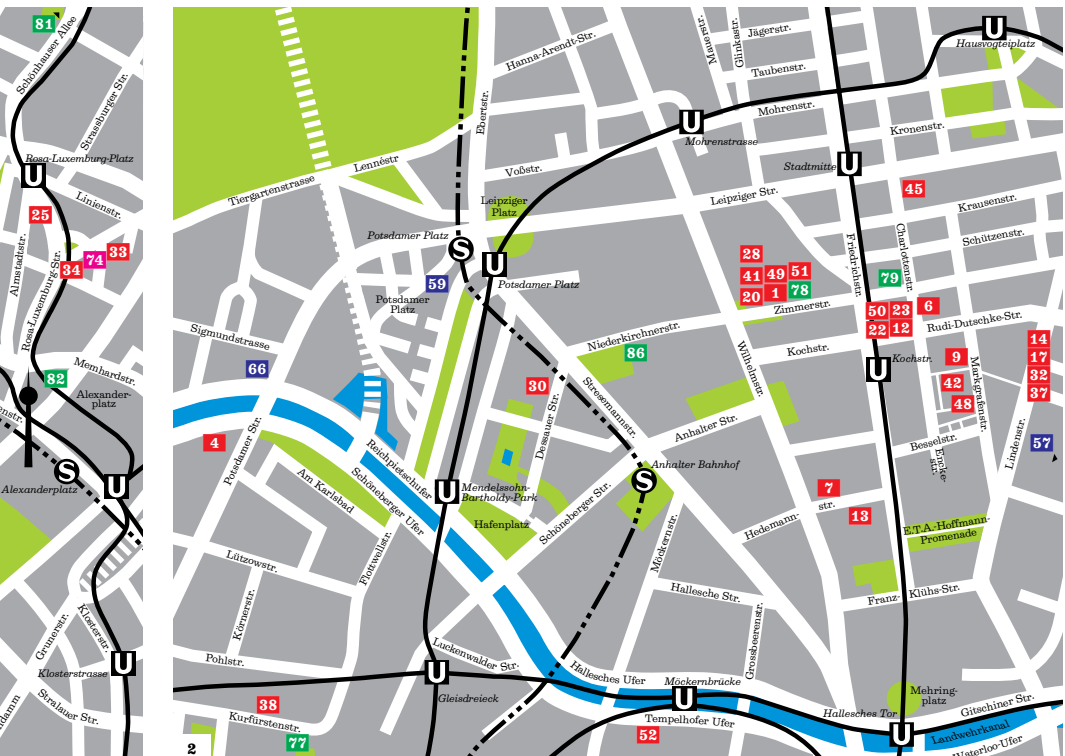 81
Schönhauser Allee
Strassburger Str.
Rosa-Luxemburg-Platz
U
Linienstr.
25
Almstadtstr.
33
74
34
Rosa-Luxemburg-Str.
Memhardstr.
82
Alexander-
platz
S
Alexanderplatz
U
Grunerstr.
Klosterstr.
Klosterstrasse
U
Stralauer Str.
Hanna-Arendt-Str.
Mauerstr.
Glinkastr.
Jägerstr.
Taubenstr.
U
Hausvogteiplatz
Ebertstr.
Mohrenstr.
U
Mohrenstrasse
Kronenstr.
Lennéstr
Voßstr.
Stadtmitte
U
Tiergartenstrasse
Leipziger
Platz
Leipziger Str.
45
Krausenstr.
Potsdamer Platz
S
U
Potsdamer Platz
Friedrichstr.
Charlottenstr.
Schützenstr.
59
Potsdamer
Platz
28
41
49
51
20
1
78
79
Zimmerstr.
50
23
6
22
12
Rudi-Dutschke-Str.
Sigmundstrasse
Niederkirchnerstr.
86
Kochstr.
Kochstr.
U
9
14
17
32
37
42
48
Markgrafenstr.
66
30
Stresemannstr.
Wilhelmstr.
4
Potsdamer Str.
Reichpietschufer
Dessauer Str.
Anhalter Str.
Besselstr.
Encke-
str.
Lindenstr.
57
Am Karlsbad
Schöneberger Ufer
U
Mendelssohn-
Bartholdy-Park
Anhalter Bahnhof
S
Hafenplatz
Schöneberger Str.
7
Hedemann-
str.
13
E.T.A.-Hoffmann-
Promenade
Lützowstr.
Flottwellstr.
Möckernstr.
Hallesche Str.
Franz-
Klühs-Str.
Körnerstr.
Grossbeerenstr.
Pohlstr.
Luckenwalder Str.
U
Gleisdreieck
Hallesches Ufer
Möckernbrücke
U
Tempelhofer Ufer
52
Mehring-
platz
Hallesches Tor
U
Gitschiner Str.
Landwehrkanal
Waterloo-Ufer
38
Kurfürstenstr.
77
2